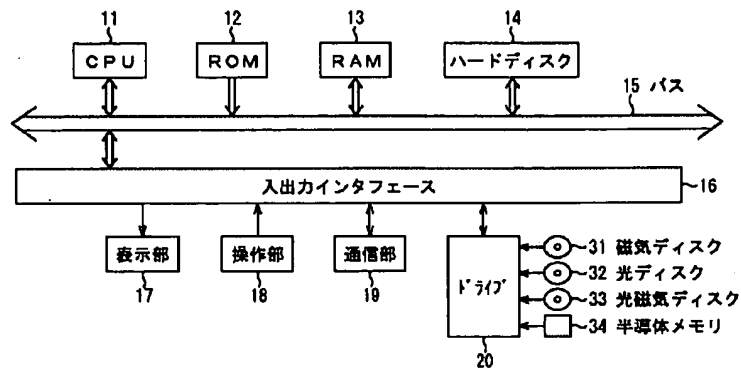 11 12 13 14
CPU ROM RAM ハードディスク
15 バス
入出力インタフェース 16
表示部 操作部 通信部 ドライブ
17 18 19 20
31 磁気ディスク
32 光ディスク
33 光磁気ディスク
34 半導体メモリ